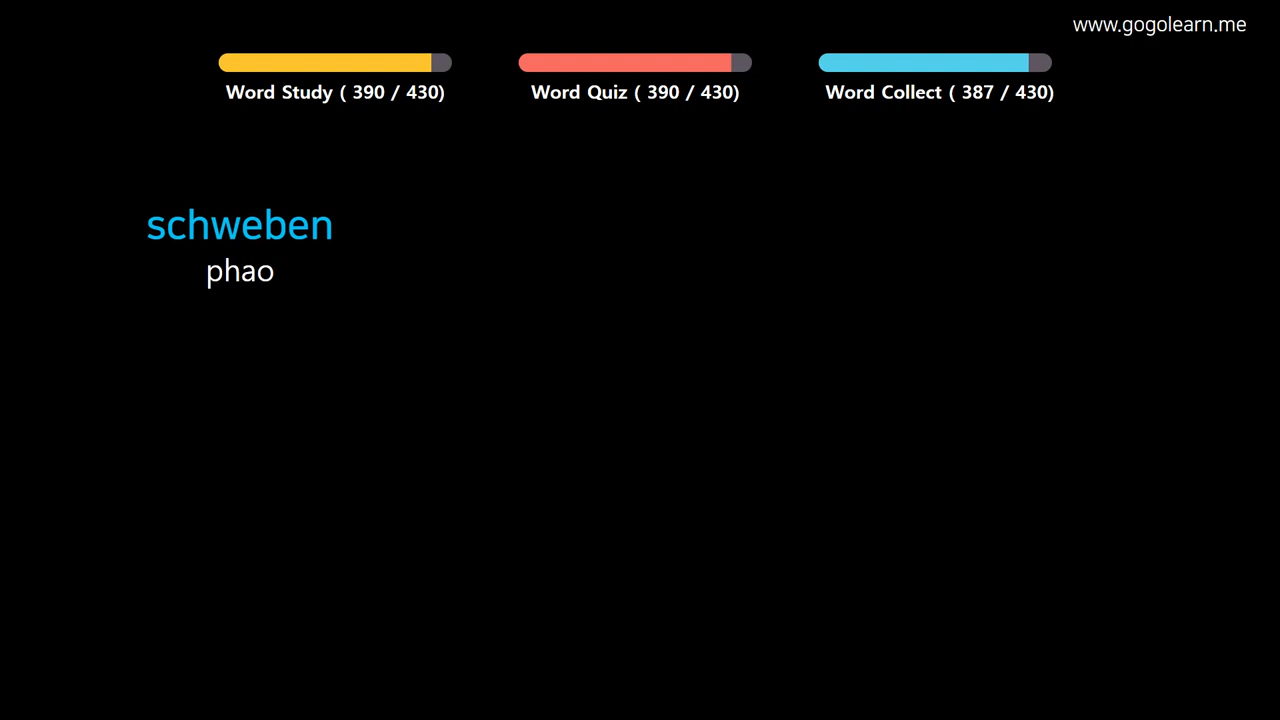 www.gogolearn.me
Word Study ( 390 / 430)
Word Quiz ( 390 / 430)
Word Collect ( 387 / 430)
schweben
phao